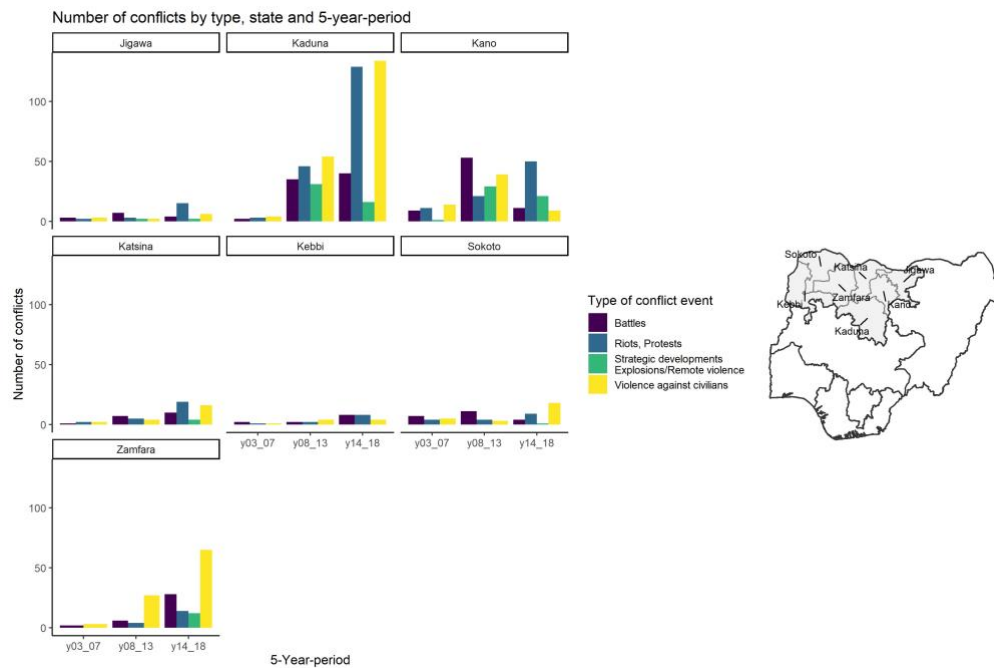 Number of conflicts by type, state and 5-year-period
Jigawa
Kaduna
Kano
100
50
0
Katsina
Kebbi
Sokoto
100
50
0
y03_07
y08_13
y14_18
y03_07
y08_13
y14_18
Zamfara
100
50
0
y03_07
y08_13
y14_18
Number of conflicts
5-Year-period
Type of conflict event
Battles
Riots, Protests
Strategic developments
Explosions/Remote violence
Violence against civilians
Sokoto
Katsina
Jigawa
Kebbi
Zamfara
Kano
Kaduna